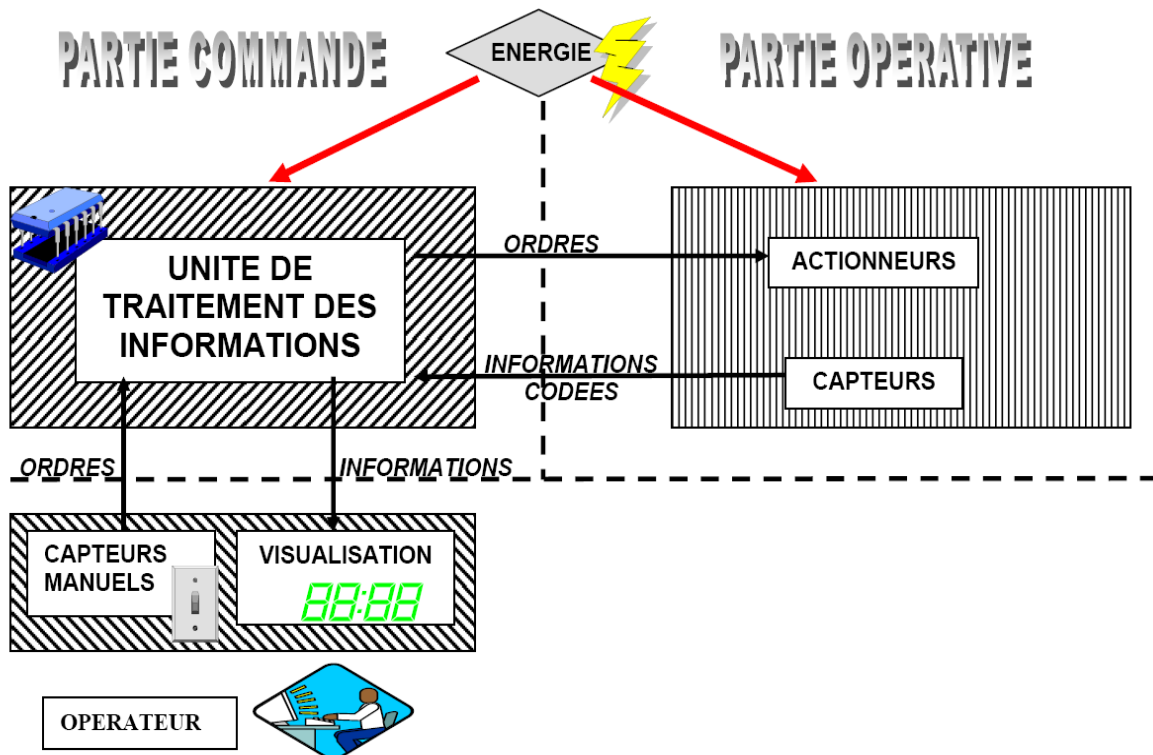 PARTIE COMMANDE
ENERGIE
PARTIE OPERATIVE
UNITE DE
TRAITEMENT DES
INFORMATIONS
ORDRES
ACTIONNEURS
INFORMATIONS
CODEES
CAPTEURS
ORDRES
INFORMATIONS
CAPTEURS
MANUELS
VISUALISATION
88:88
OPERATEUR